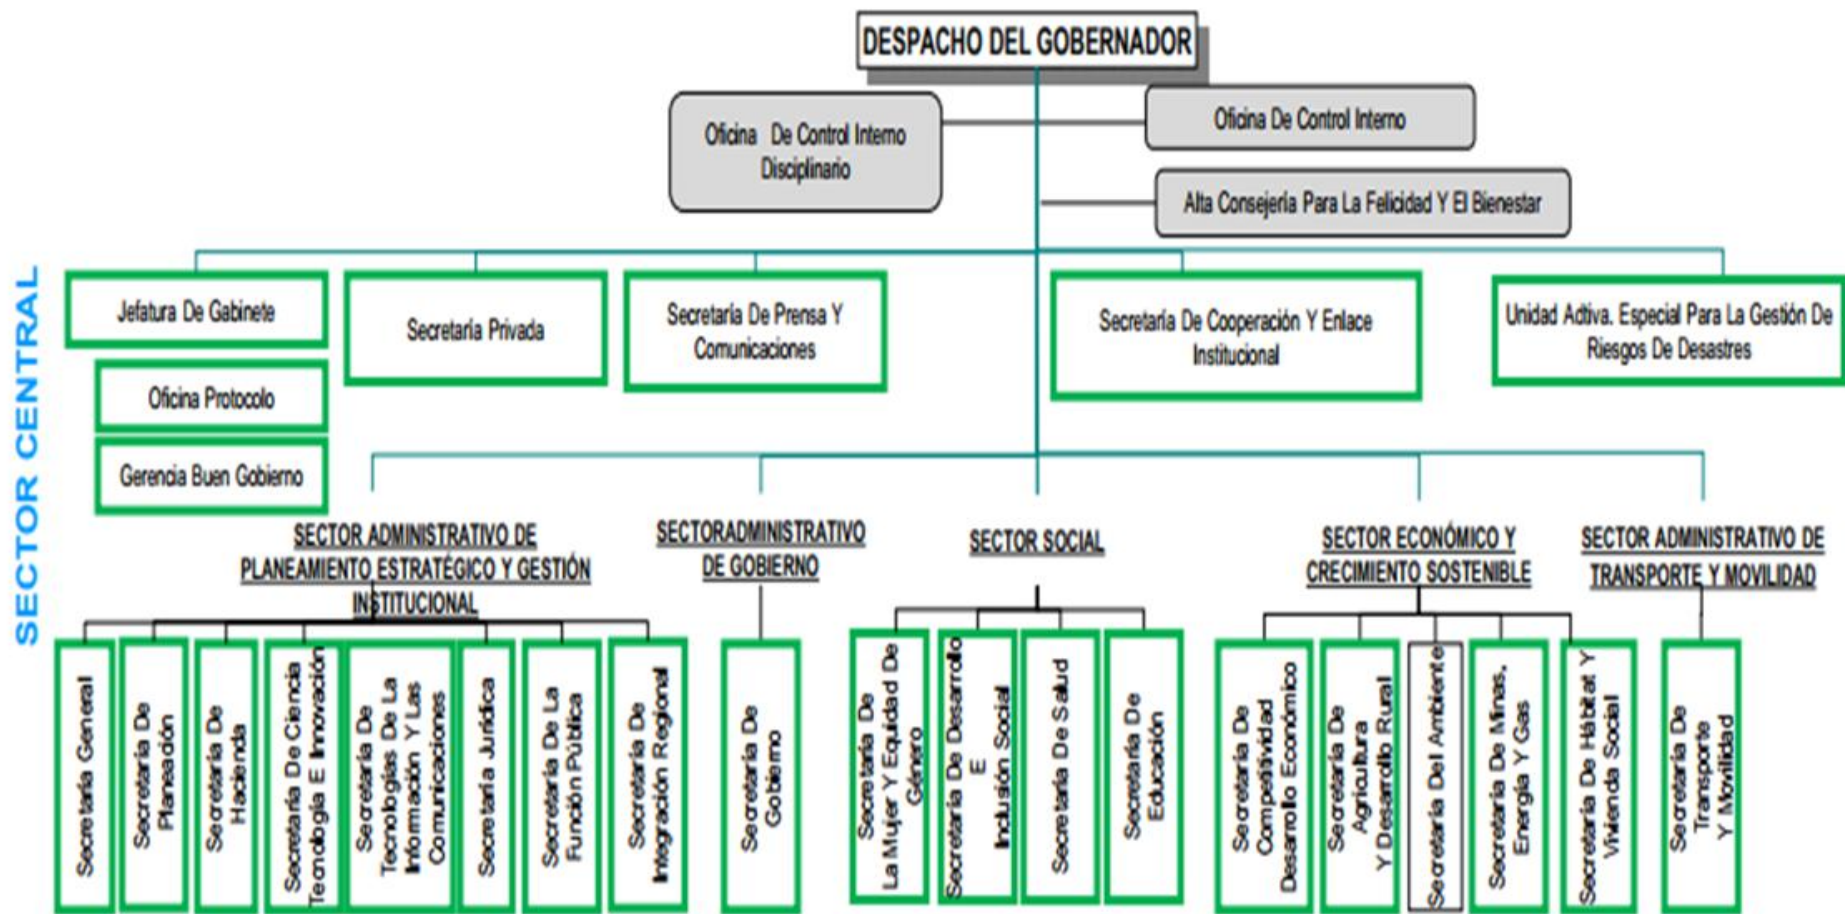 DESPACHO DEL GOBERNADOR
Oficina De Control Interno
Disciplinario
Oficina De Control Interno
Alta Consejería Para La Felicidad Y El Bienestar
SECTOR CENTRAL
Jefatura De Gabinete
Secretaría Privada
Secretaría De Prensa Y
Comunicaciones
Secretaría De Cooperación Y Enlace
Institucional
Unidad Adtiva. Especial Para La Gestión De
Riesgos De Desastres
Oficina Protocolo
Gerencia Buen Gobierno
SECTOR ADMINISTRATIVO DE
PLANEAMIENTO ESTRATÉGICO Y GESTIÓN
INSTITUCIONAL
SECTORADMINISTRATIVO
DE GOBIERNO
SECTOR SOCIAL
SECTOR ECONÓMICO Y
CRECIMIENTO SOSTENIBLE
SECTOR ADMINISTRATIVO DE
TRANSPORTE Y MOVILIDAD
Secretaría General
Secretaría De
Planeación
Secretaría De
Hacienda
Secretaría De Ciencia
Tecnología E Innovación
Secretaría De
Tecnologías De La
Información Y Las
Comunicaciones
Secretaría Jurídica
Secretaría De La
Función Pública
Secretaría De
Integración Regional
Secretaría De
Gobierno
Secretaría De
La Mujer Y Equidad De
Género
Secretaría De Desarrollo
E
Inclusión Social
Secretaría De Salud
Secretaría De
Educación
Secretaría De
Competitividad
Desarrollo Económico
Secretaría De
Agricultura
Y Desarrollo Rural
Secretaría Del Ambiente
Secretaría De Minas,
Energía Y Gas
Secretaría De Hábitat Y
Vivienda Social
Secretaría De
Transporte
Y Movilidad